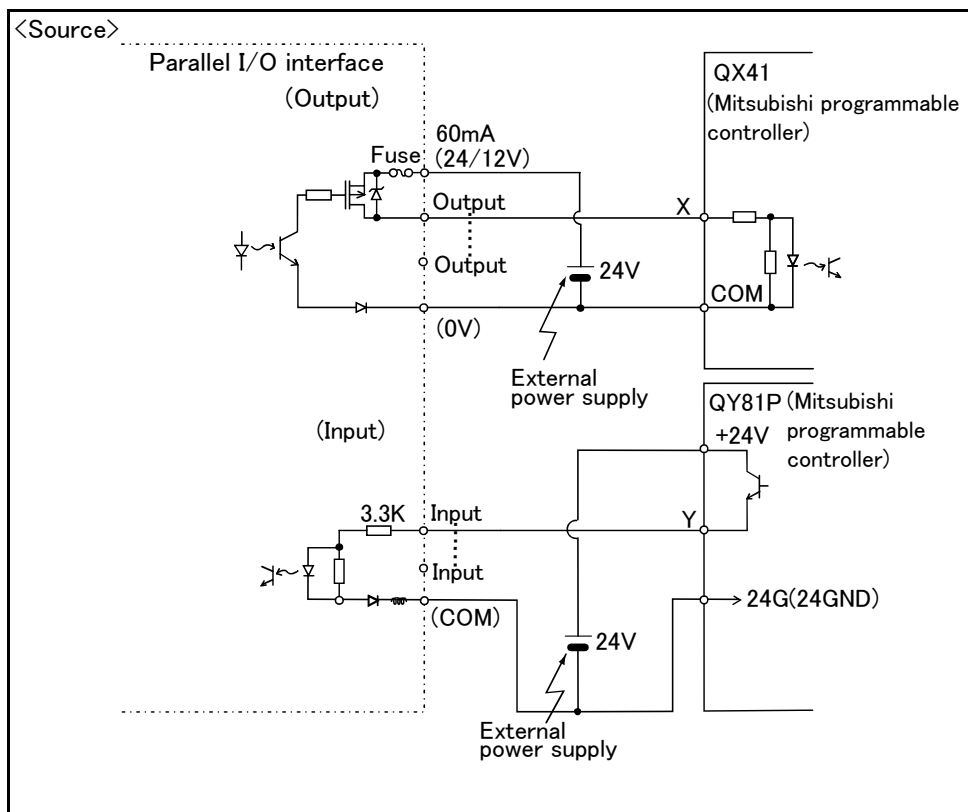 <Source>
Parallel I/O interface
(Output)
QX41
(Mitsubishi programmable
controller)
60mA
(24/12V)
Fuse
Output
X
Output
24V
COM
(0V)
External
power supply
QY81P (Mitsubishi
programmable
controller)
+24V
(Input)
3.3K
Input
Y
Input
(COM)
24G(24GND)
24V
External
power supply